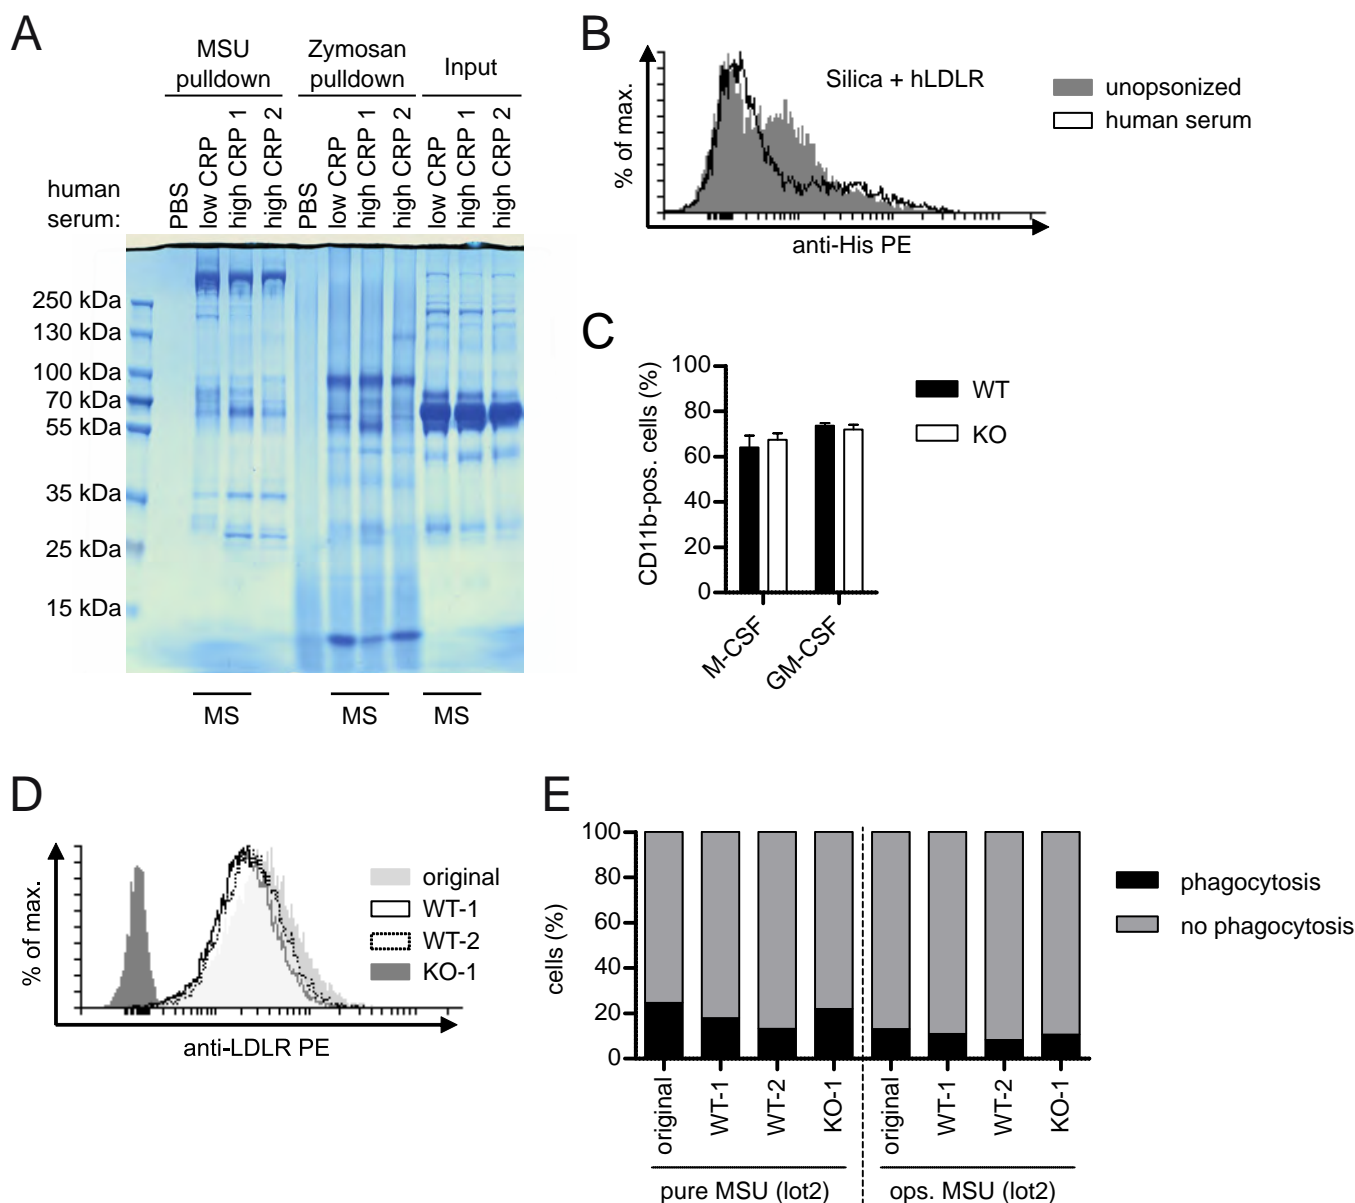 A
MSU
pulldown
Zymosan
pulldown
Input
human
serum:
PBS
low CRP
high CRP 1
high CRP 2
PBS
low CRP
high CRP 1
high CRP 2
low CRP
high CRP 1
high CRP 2
250 kDa
130 kDa
100 kDa
70 kDa
55 kDa
35 kDa
25 kDa
15 kDa
MS
MS
MS
B
% of max.
Silica + hLDLR
anti-His PE
unopsonized
human serum
C
CD11b-pos. cells (%)
100
80
60
40
20
0
M-CSF
GM-CSF
WT
KO
D
% of max.
anti-LDLR PE
original
WT-1
WT-2
KO-1
E
cells (%)
100
80
60
40
20
0
original
WT-1
WT-2
KO-1
original
WT-1
WT-2
KO-1
pure MSU (lot2)
ops. MSU (lot2)
phagocytosis
no phagocytosis